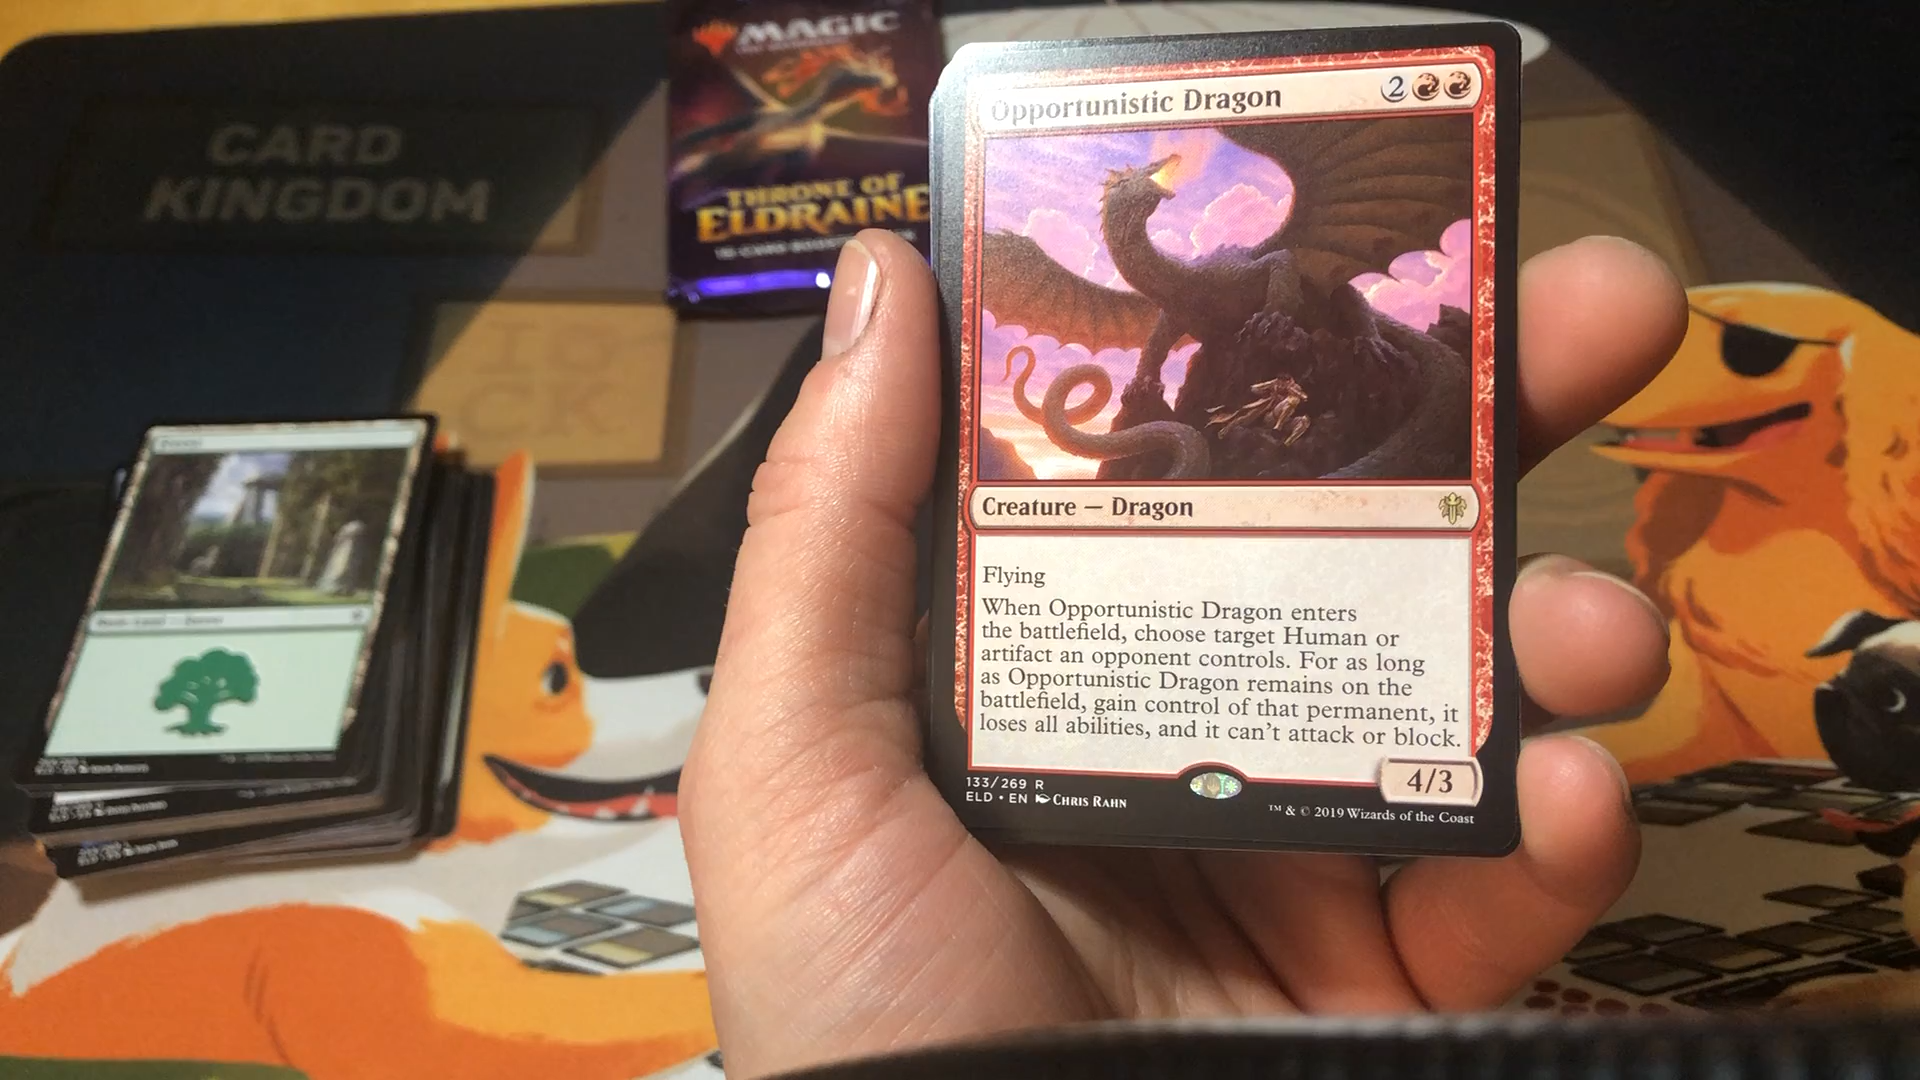 CARD
KINGDOM
MAGIC
THRONE OF
ELDRAINE
Opportunistic Dragon
2
Creature — Dragon
Flying
When Opportunistic Dragon enters
the battlefield, choose target Human or
artifact an opponent controls. For as long
as Opportunistic Dragon remains on the
battlefield, gain control of that permanent, it
loses all abilities, and it can't attack or block.
4/3
133/269 R
ELD • EN CHRIS RAHN
™ & © 2019 Wizards of the Coast